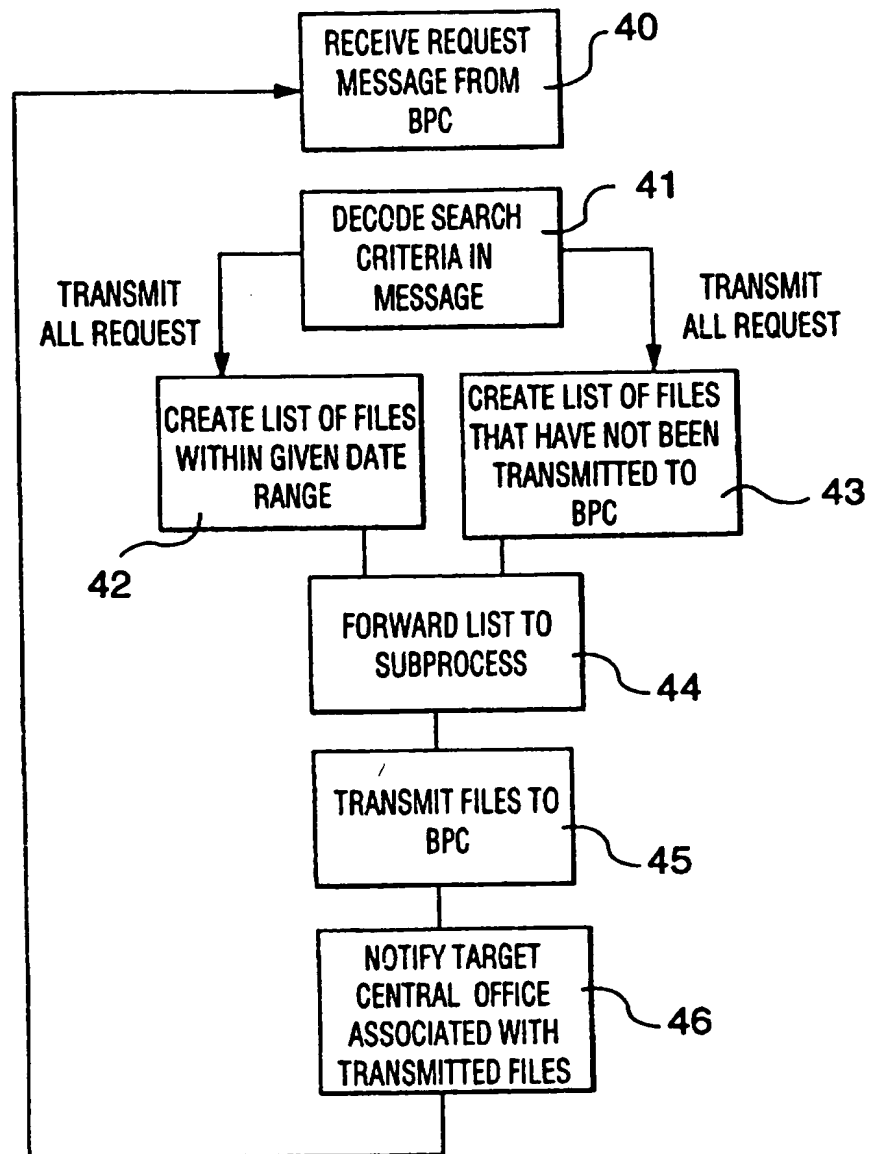 RECEIVE REQUEST
MESSAGE FROM
BPC
40
DECODE SEARCH
CRITERIA IN
MESSAGE
41
TRANSMIT
ALL REQUEST
TRANSMIT
ALL REQUEST
CREATE LIST OF FILES
WITHIN GIVEN DATE
RANGE
42
CREATE LIST OF FILES
THAT HAVE NOT BEEN
TRANSMITTED TO
BPC
43
FORWARD LIST TO
SUBPROCESS
44
TRANSMIT FILES TO
BPC
45
NOTIFY TARGET
CENTRAL OFFICE
ASSOCIATED WITH
TRANSMITTED FILES
46